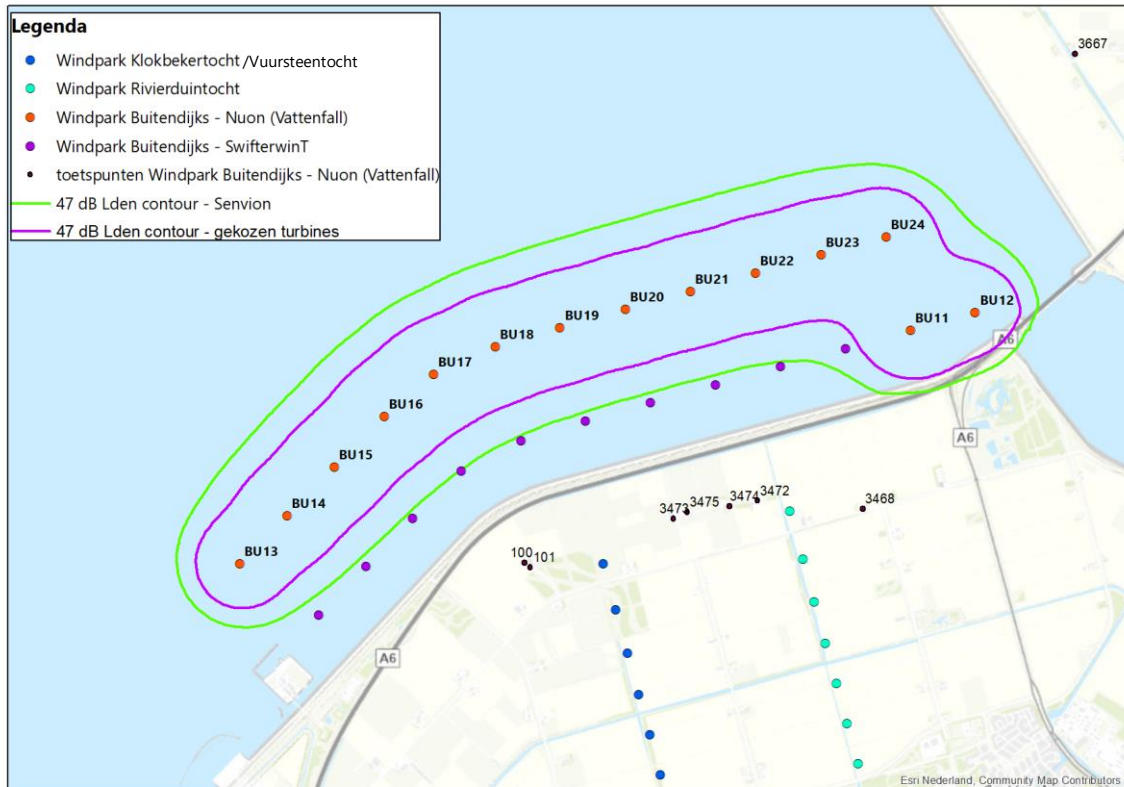 Legenda
Windpark Klokbekertocht/Vuursteentocht
Windpark Rivierduintocht
Windpark Buitendijks - Nuon (Vattenfall)
Windpark Buitendijks - SwifterwinT
toetspunten Windpark Buitendijks - Nuon (Vattenfall)
47 dB Lden contour - Senvion
47 dB Lden contour - gekozen turbines
3667
BU24
BU23
BU22
BU21
BU20
BU19
BU18
BU17
BU16
BU15
BU14
BU13
BU12
BU11
A6
A6
A6
3472
3474
3475
3473
3468
100
101
Esri Nederland, Community Map Contributors